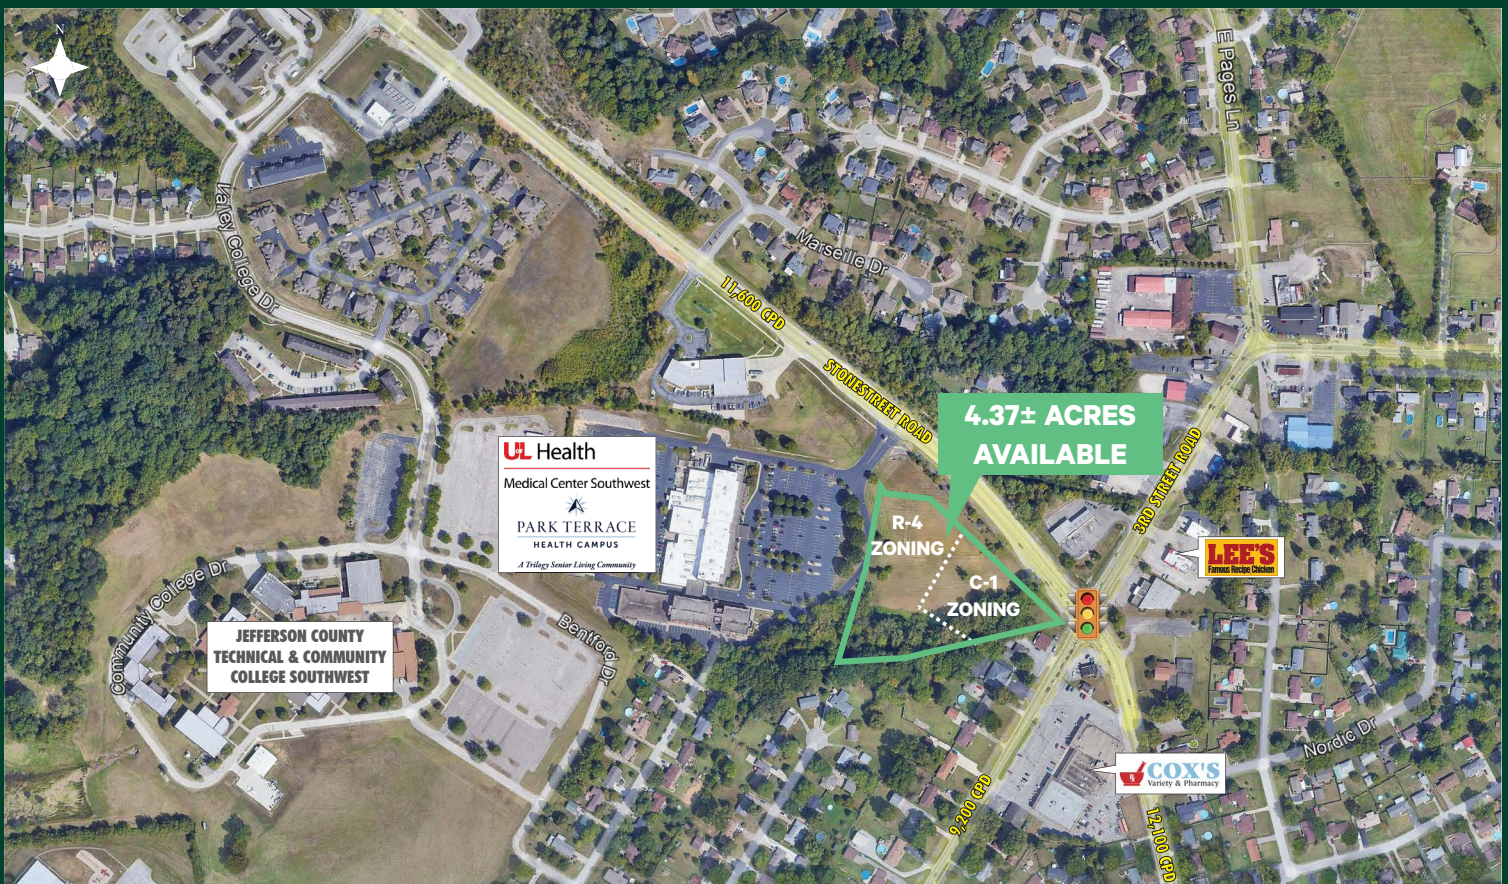 N
E Pages Ln
Valley College Dr
Marseille Dr
11,600 CPD
STONESTREET ROAD
4.37± ACRES
AVAILABLE
3RD STREET ROAD
UL Health
Medical Center Southwest
PARK TERRACE
HEALTH CAMPUS
A Trilogy Senior Living Community
R-4
ZONING
C-1
ZONING
LEE'S
Famous Recipe Chicken
Community College Dr
JEFFERSON COUNTY
TECHNICAL & COMMUNITY
COLLEGE SOUTHWEST
Bentford Dr
Nordic Dr
COX'S
Variety & Pharmacy
9,200 CPD
12,100 CPD